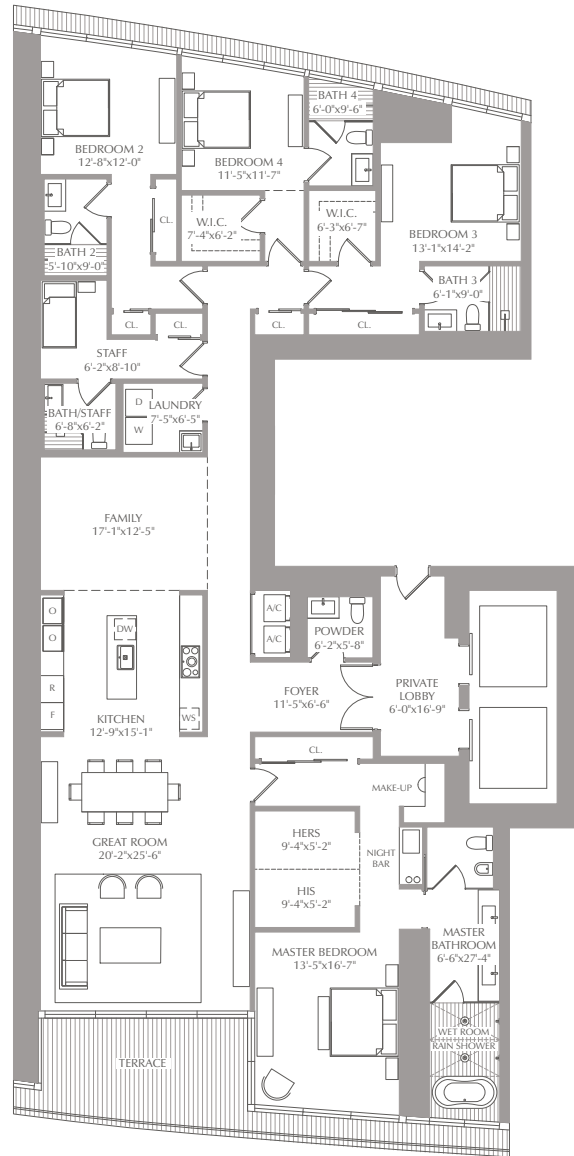 BATH 4
6'-0"x9'-6"
BEDROOM 2
12'-8"x12'-0"
BEDROOM 4
11'-5"x11'-7"
CL.
W.I.C.
7'-4"x6'-2"
W.I.C.
6'-3"x6'-7"
BEDROOM 3
13'-1"x14'-2"
BATH 2
5'-10"x9'-0"
BATH 3
6'-1"x9'-0"
CL.
CL.
CL.
CL.
STAFF
6'-2"x8'-10"
BATH/STAFF
6'-8"x6'-2"
D
W
LAUNDRY
7'-5"x6'-5"
FAMILY
17'-1"x12'-5"
O
O
R
F
DW
WS
KITCHEN
12'-9"x15'-1"
A/C
A/C
POWDER
6'-2"x5'-8"
FOYER
11'-5"x6'-6"
PRIVATE
LOBBY
6'-0"x16'-9"
CL.
MAKE-UP
GREAT ROOM
20'-2"x25'-6"
HERS
9'-4"x5'-2"
HIS
9'-4"x5'-2"
NIGHT
BAR
MASTER BEDROOM
13'-5"x16'-7"
MASTER
BATHROOM
6'-6"x27'-4"
WET ROOM
RAIN SHOWER
TERRACE